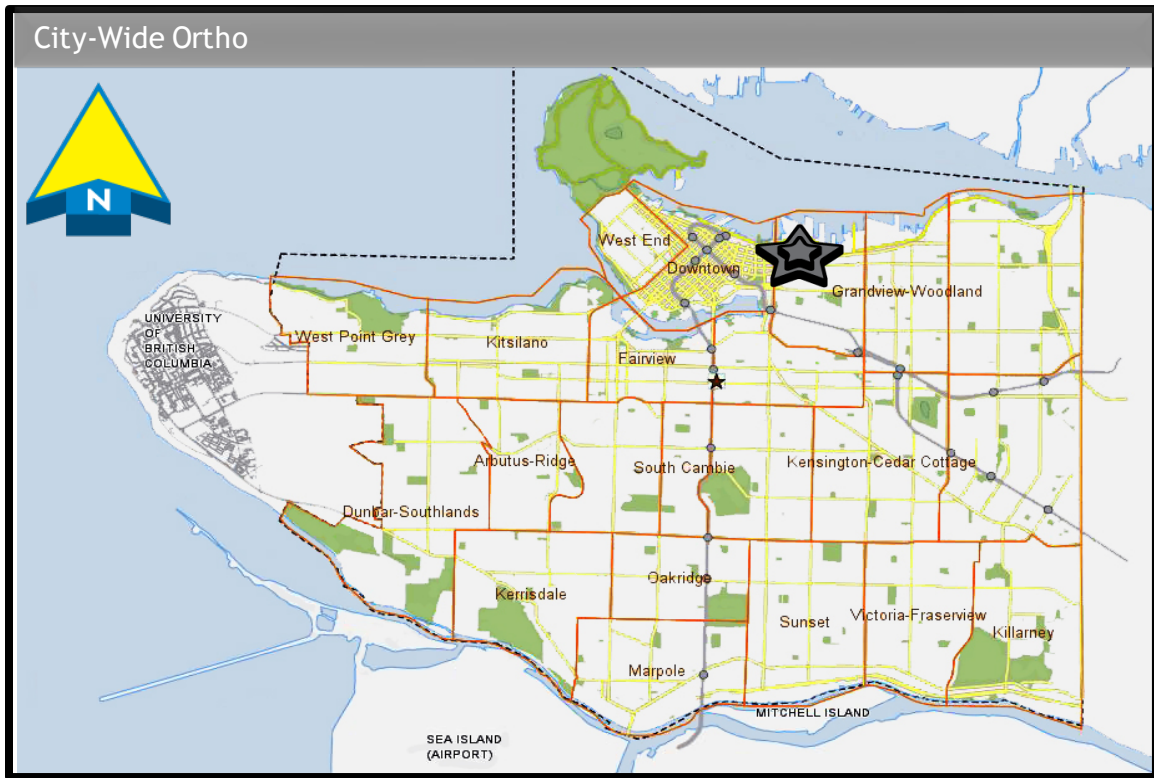 City-Wide Ortho
N
West End
Downtown
Grandview-Woodland
UNIVERSITY
OF
BRITISH
COLUMBIA
West Point Grey
Kitsilano
Fairview
Arbutus-Ridge
South Cambie
Kensington-Cedar Cottage
Dunbar-Southlands
Oakridge
Kerrisdale
Sunset
Victoria-Fraserview
Killarney
Marpole
MITCHELL ISLAND
SEA ISLAND
(AIRPORT)